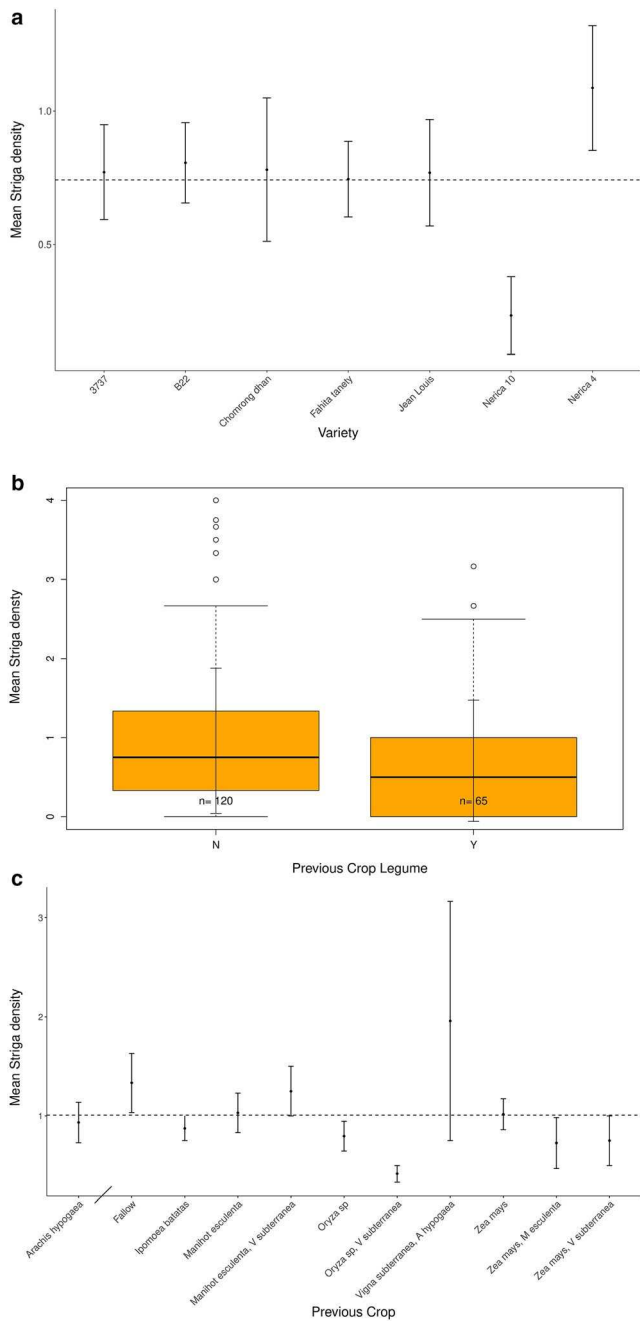 a
Mean Striga density
1.0
0.5
3737
B22
Chomrong dhan
Fahita tanety
Jean Louis
Nerica 10
Nerica 4
Variety
b
Mean Striga densty
4
3
2
1
0
n= 120
n= 65
N
Y
Previous Crop Legume
c
Mean Striga density
3
2
1
Arachis hypogaea
Fallow
Ipomoea batatas
Manihot esculenta
Manihot esculenta, V subterranea
Oryza sp
Oryza sp, V subterranea
Vigna subterranea, A hypogaea
Zea mays
Zea mays, M esculenta
Zea mays, V subterranea
Previous Crop